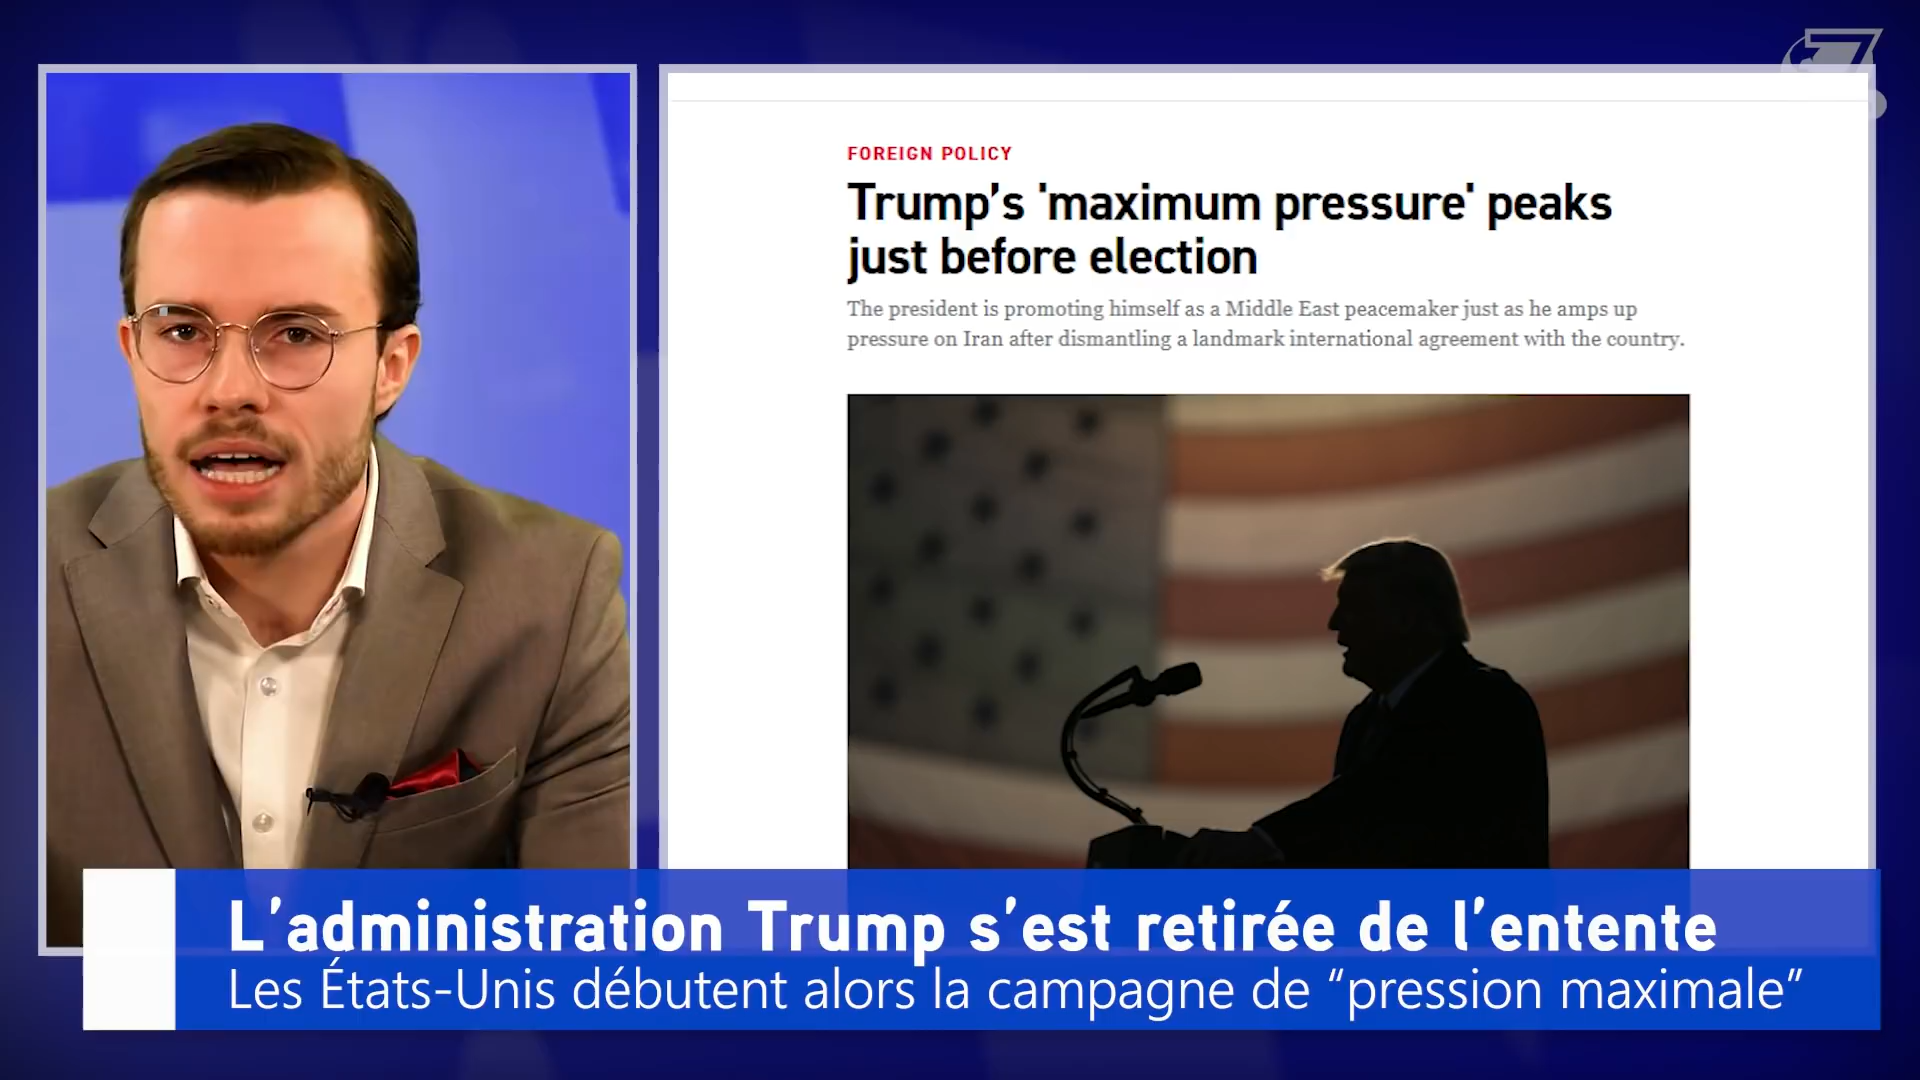 FOREIGN POLICY
Trump’s 'maximum pressure' peaks
just before election
The president is promoting himself as a Middle East peacemaker just as he amps up
pressure on Iran after dismantling a landmark international agreement with the country.
L’administration Trump s’est retirée de l’entente
Les États-Unis débutent alors la campagne de “pression maximale”